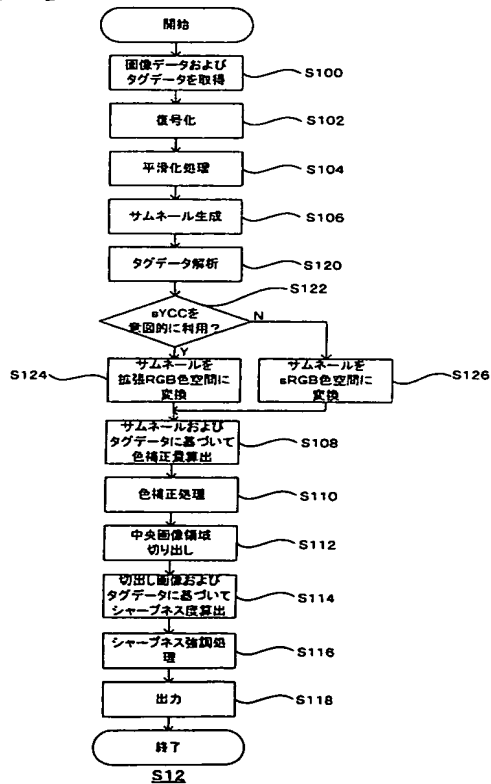 開始
画像データおよび
タグデータを取得
S100
復号化
S102
平滑化処理
S104
サムネール生成
S106
タグデータ解析
S120
S122
sYCCを
意図的に利用?
N
Y
S124
サムネールを
拡張RGB色空間に
変換
サムネールを
sRGB色空間に
変換
S126
サムネールおよび
タグデータに基づいて
色補正量算出
S108
色補正処理
S110
中央画像領域
切り出し
S112
切出し画像および
タグデータに基づいて
シャープネス度算出
S114
シャープネス強調処
理
S116
出力
S118
終了
S12